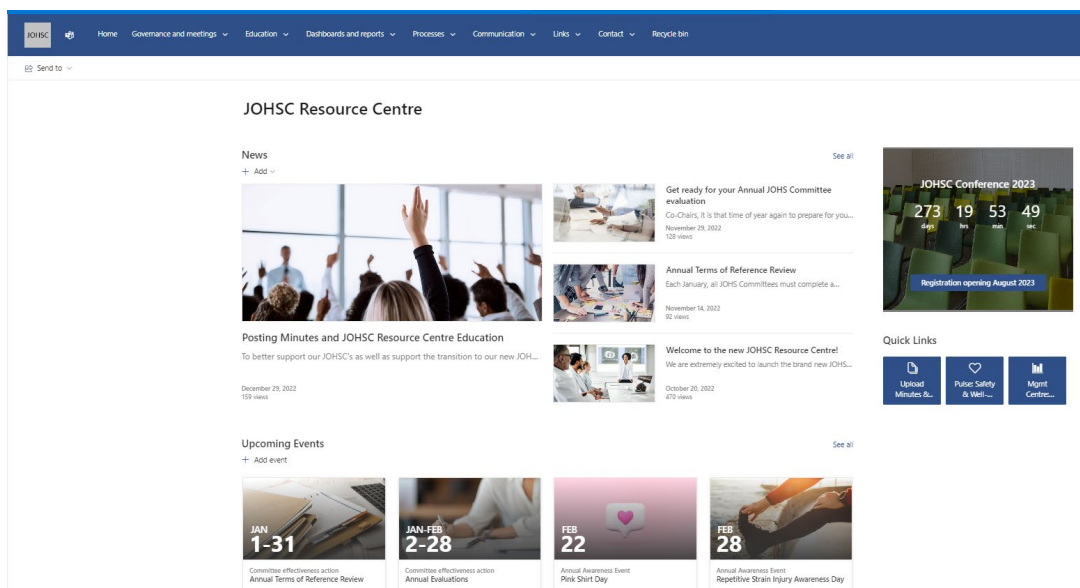 JOHSC
Home Governance and meetings Education Dashboards and reports Processes Communication Links Contact Recycle bin
Send to
JOHSC Resource Centre
News
See all
+ Add
Posting Minutes and JOHSC Resource Centre Education
To better support our JOHSC's as well as support the transition to our new JOH...
December 29, 2022
159 views
Get ready for your Annual JOHS Committee
evaluation
Co-Chairs, it is that time of year again to prepare for you...
November 29, 2022
128 views
Annual Terms of Reference Review
Each January, all JOHS Committees must complete a...
November 14, 2022
92 views
Welcome to the new JOHSC Resource Centre!
We are extremely excited to launch the brand new JOHS...
October 20, 2022
470 views
JOHSC Conference 2023
273 19 53 49
days hrs min sec
Registration opening August 2023
Quick Links
Upload
Minutes &...
Pulse: Safety
& Well-...
Mgmt
Centre:...
Upcoming Events
See all
+ Add event
JAN
1-31
Committee effectiveness action
Annual Terms of Reference Review
JAN-FEB
2-28
Committee effectiveness action
Annual Evaluations
FEB
22
Annual Awareness Event
Pink Shirt Day
FEB
28
Annual Awareness Event
Repetitive Strain Injury Awareness Day